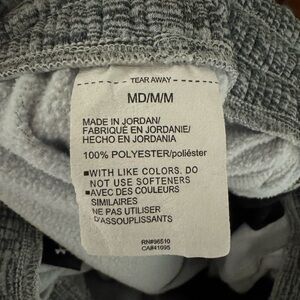 TEAR AWAY
MD/M/M
MADE IN JORDAN/
FABRIQUÉ EN JORDANIE/
HECHO EN JORDANIA
100% POLYESTER/poliéster
▪WITH LIKE COLORS. DO
NOT USE SOFTENERS
▪AVEC DES COULEURS
SIMILAIRES
NE PAS UTILISER
D'ASSOUPLISSANTS
RN#96510
CA#41095